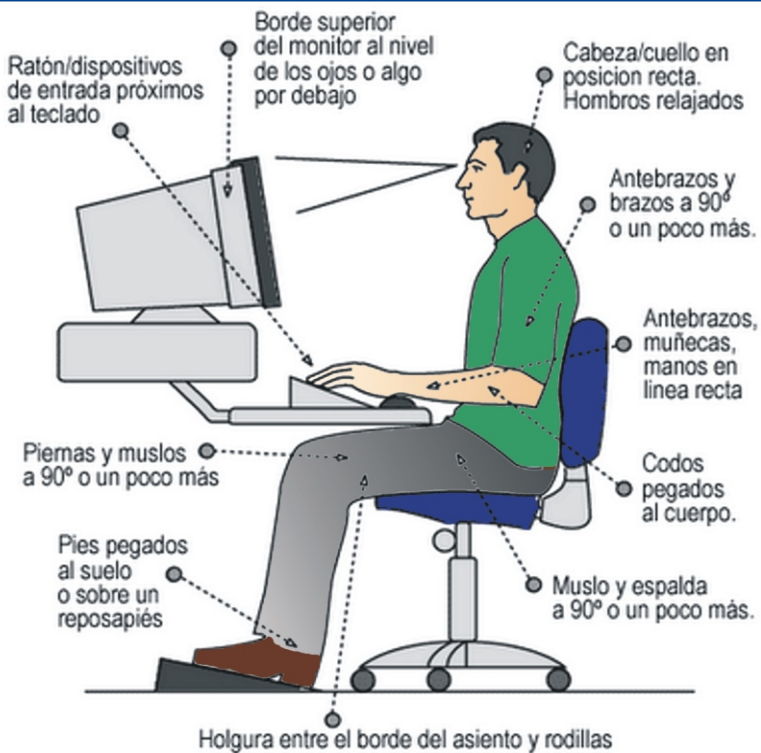 Borde superior
del monitor al nivel
de los ojos o algo
por debajo
Ratón/dispositivos
de entrada próximos
al teclado
Cabeza/cuello en
posicion recta.
Hombros relajados
Antebrazos y
brazos a 90º
o un poco más.
Antebrazos,
muñecas,
manos en
linea recta
Piernas y muslos
a 90º o un poco más
Codos
pegados
al cuerpo.
Pies pegados
al suelo
o sobre un
reposapiés
Muslo y espalda
a 90º o un poco más.
Holgura entre el borde del asiento y rodillas